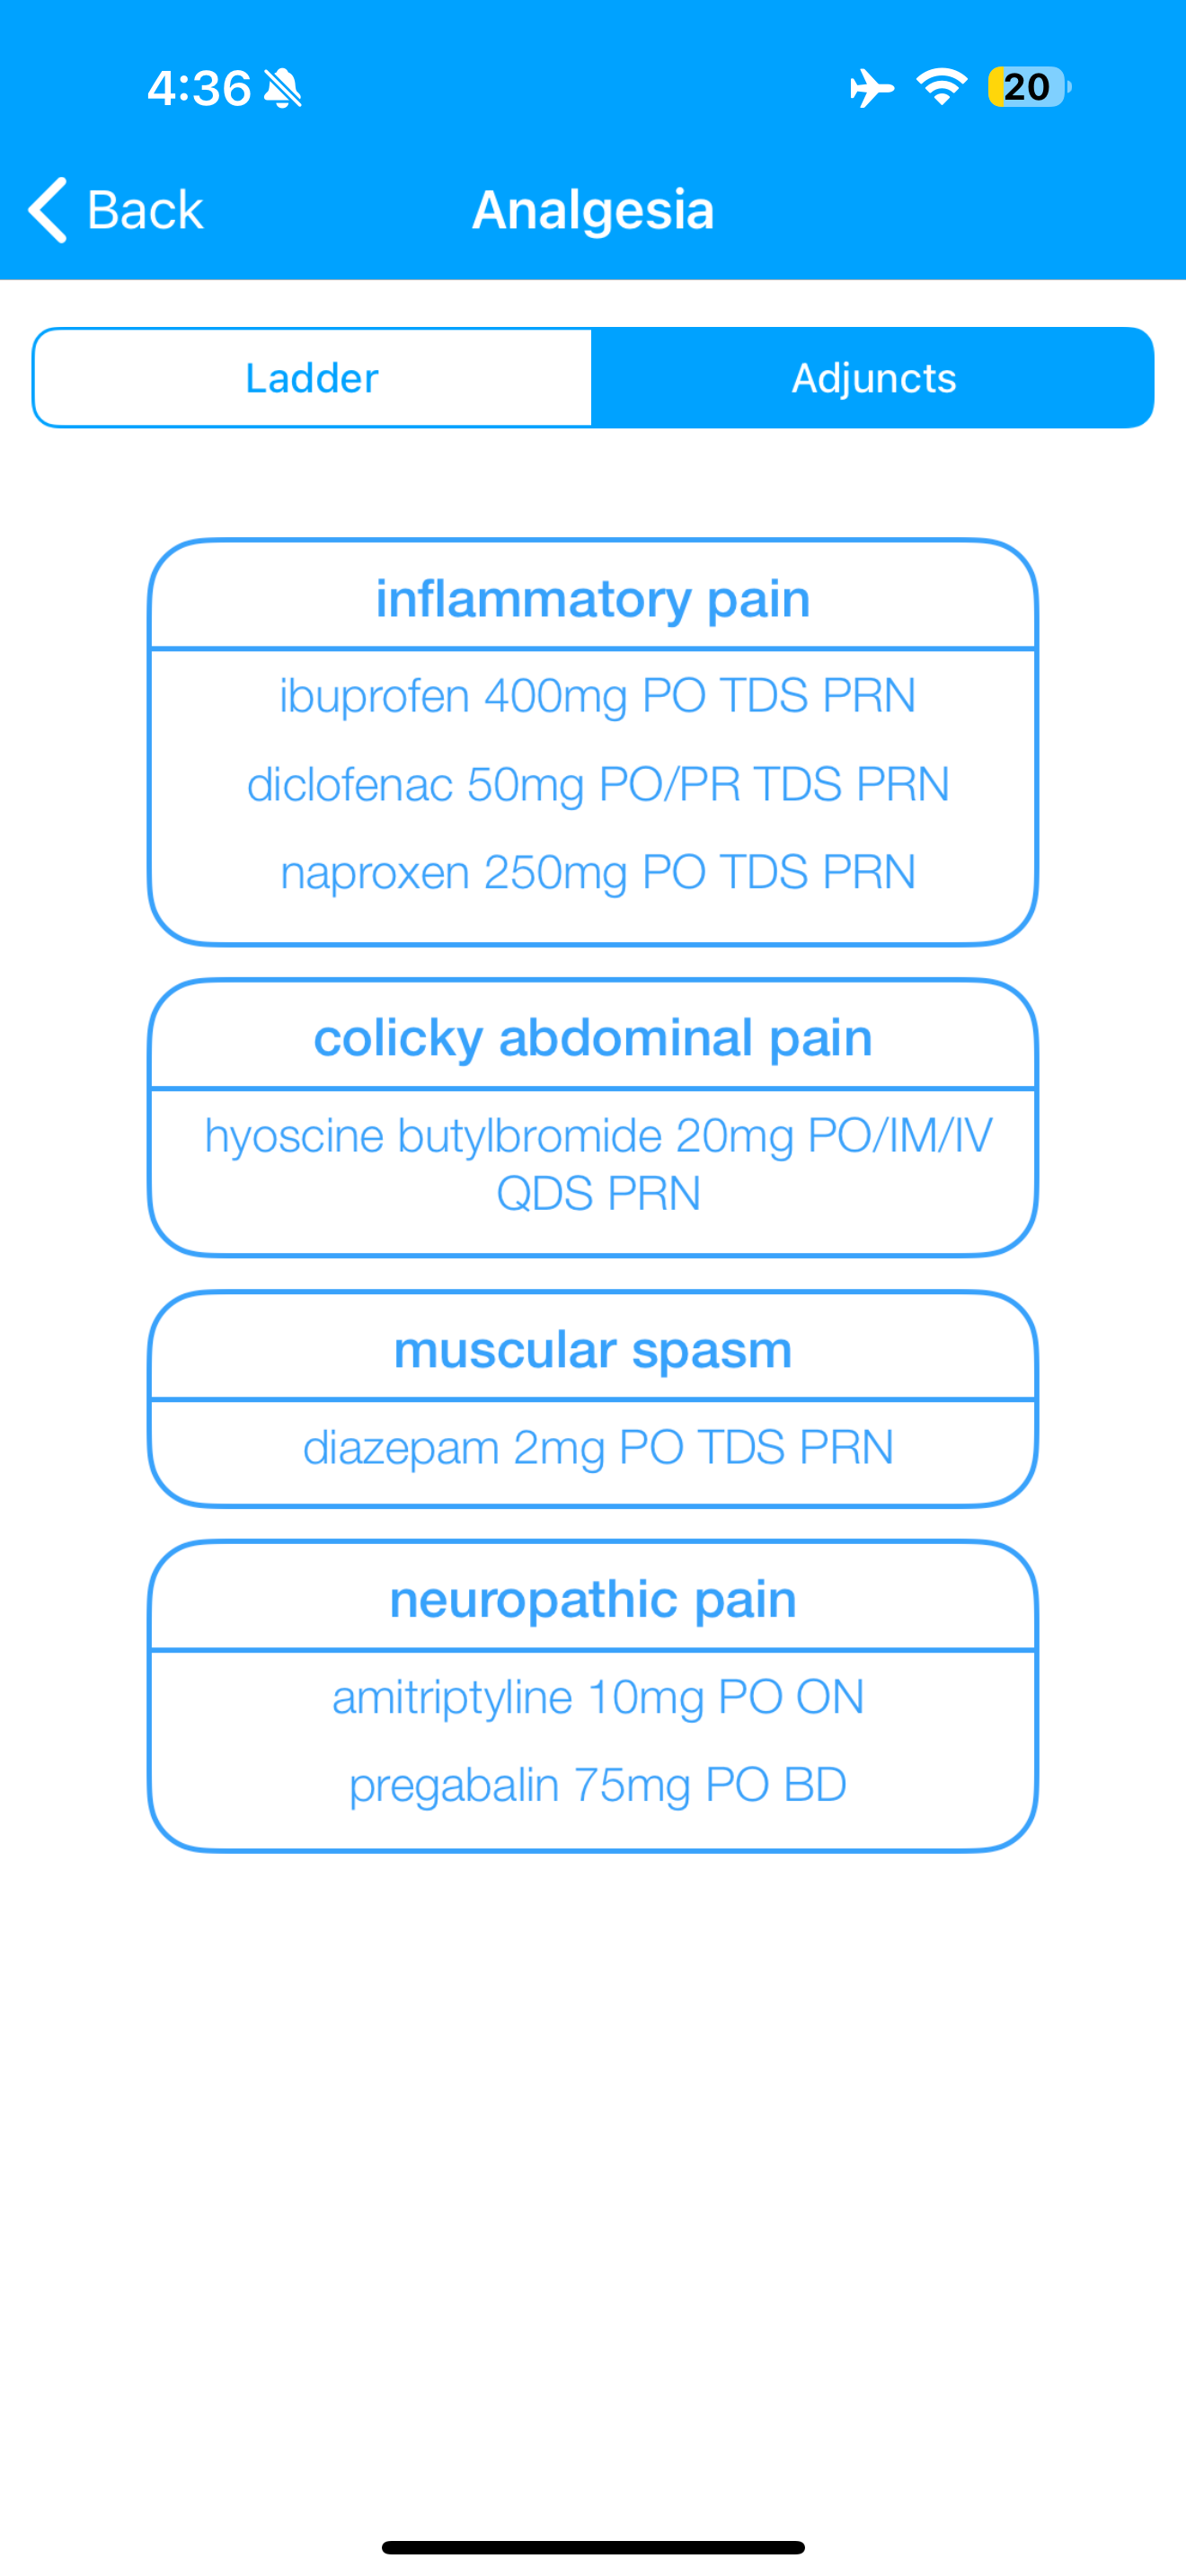 4:36
20
Back
Analgesia
Ladder
Adjuncts
inflammatory pain
ibuprofen 400mg PO TDS PRN
diclofenac 50mg PO/PR TDS PRN
naproxen 250mg PO TDS PRN
colicky abdominal pain
hyoscine butylbromide 20mg PO/IM/IV
QDS PRN
muscular spasm
diazepam 2mg PO TDS PRN
neuropathic pain
amitriptyline 10mg PO ON
pregabalin 75mg PO BD